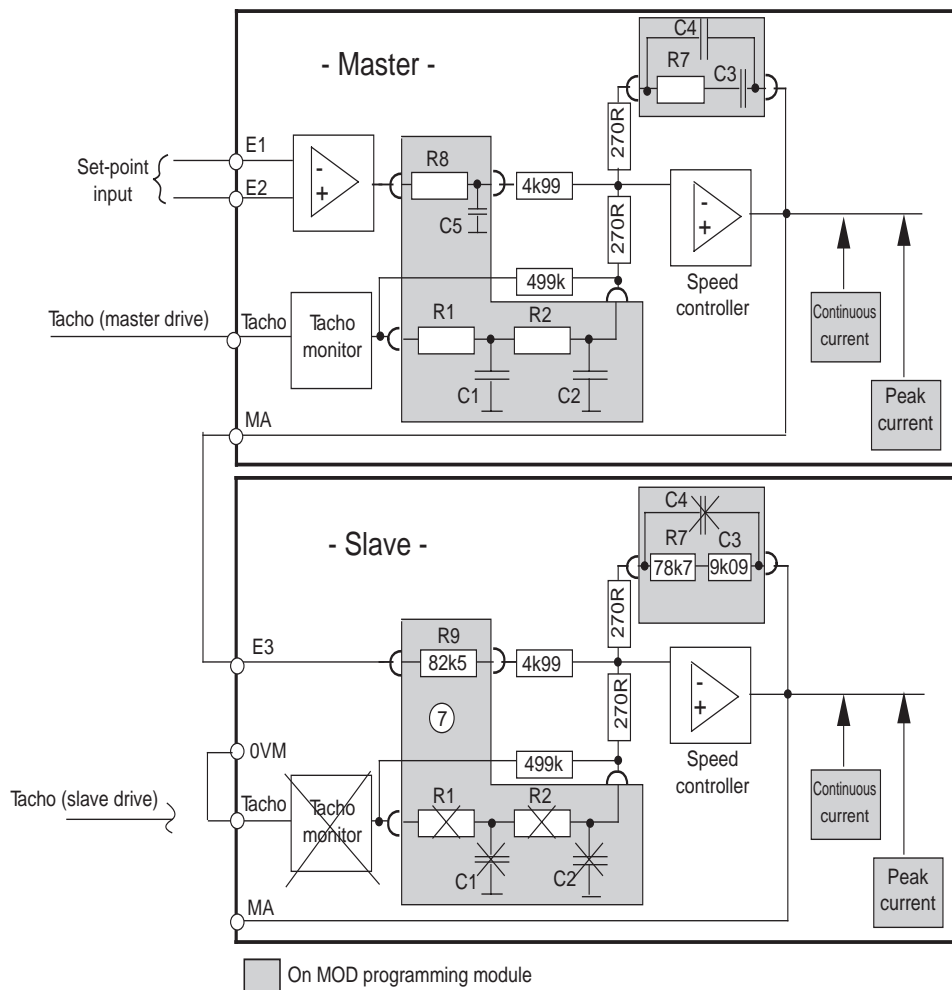 - Master -
C4
R7
C3
270R
E1
Set-point
input
E2
-
+
R8
C5
4k99
270R
-
+
Speed
controller
499k
Tacho (master drive)
Tacho
Tacho
monitor
R1
R2
C1
C2
Continuous
current
Peak
current
MA
- Slave -
C4
R7
C3
78k7
9k09
270R
E3
R9
82k5
4k99
7
270R
-
+
Speed
controller
0VM
499k
Tacho (slave drive)
Tacho
Tacho
monitor
R1
R2
C1
C2
Continuous
current
Peak
current
MA
On MOD programming module